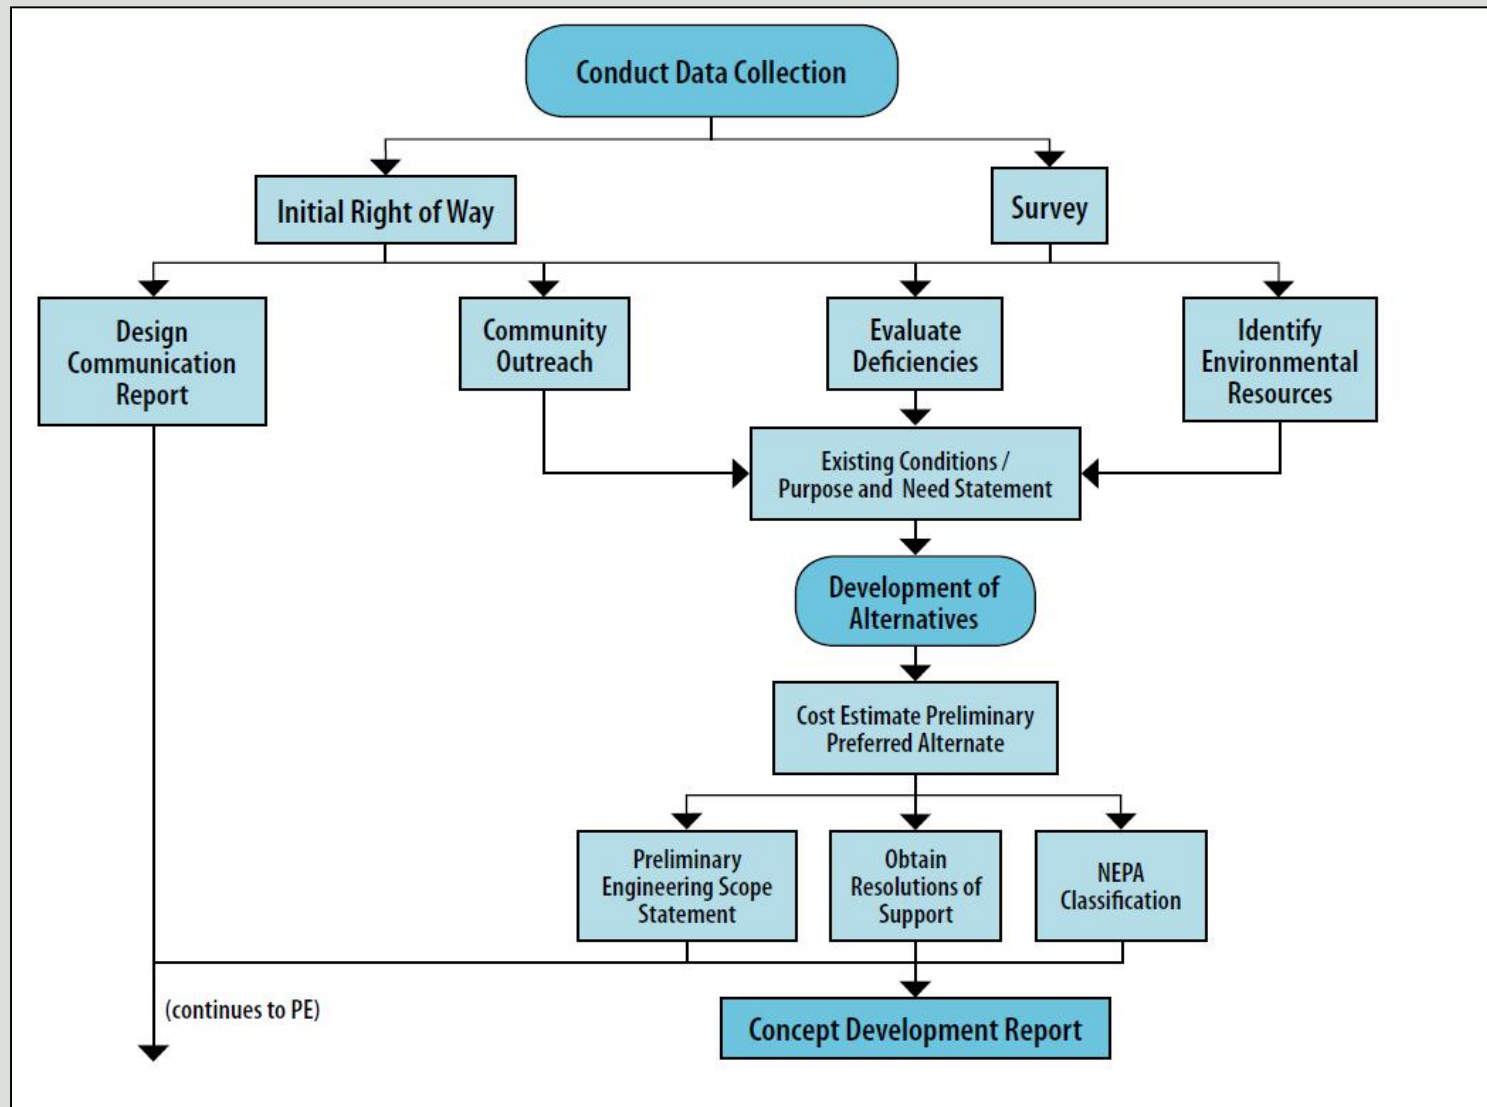 Conduct Data Collection
Initial Right of Way
Survey
Design
Communication
Report
Community
Outreach
Evaluate
Deficiencies
Identify
Environmental
Resources
Existing Conditions /
Purpose and Need Statement
Development of
Alternatives
Cost Estimate Preliminary
Preferred Alternate
Preliminary
Engineering Scope
Statement
Obtain
Resolutions of
Support
NEPA
Classification
(continues to PE)
Concept Development Report